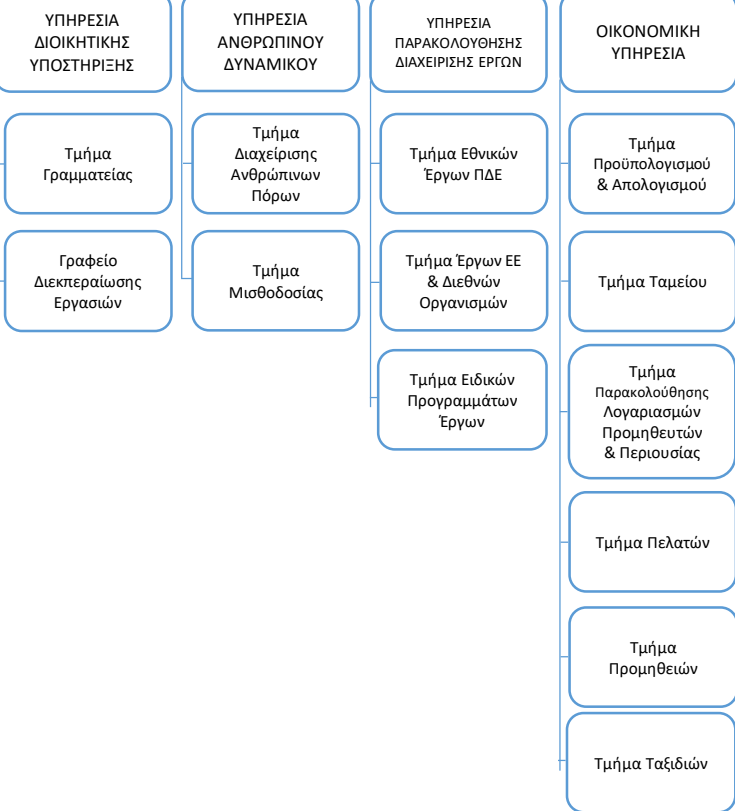 ΥΠΗΡΕΣΙΑ
ΔΙΟΙΚΗΤΙΚΗΣ
ΥΠΟΣΤΗΡΙΞΗΣ
Τμήμα
Γραμματείας
Γραφείο
Διεκπεραίωσης
Εργασιών
ΥΠΗΡΕΣΙΑ
ΑΝΘΡΩΠΙΝΟΥ
ΔΥΝΑΜΙΚΟΥ
Τμήμα
Διαχείρισης
Ανθρώπινων
Πόρων
Τμήμα
Μισθοδοσίας
ΥΠΗΡΕΣΙΑ
ΠΑΡΑΚΟΛΟΥΘΗΣΗΣ
ΔΙΑΧΕΙΡΙΣΗΣ ΕΡΓΩΝ
Τμήμα Εθνικών
Έργων ΠΔΕ
Τμήμα Έργων ΕΕ
& Διεθνών
Οργανισμών
Τμήμα Ειδικών
Προγραμμάτων
Έργων
ΟΙΚΟΝΟΜΙΚΗ
ΥΠΗΡΕΣΙΑ
Τμήμα
Προϋπολογισμού
& Απολογισμού
Τμήμα Ταμείου
Τμήμα
Παρακολούθησης
Λογαριασμών
Προμηθευτών
& Περιουσίας
Τμήμα Πελατών
Τμήμα
Προμηθειών
Τμήμα Ταξιδιών